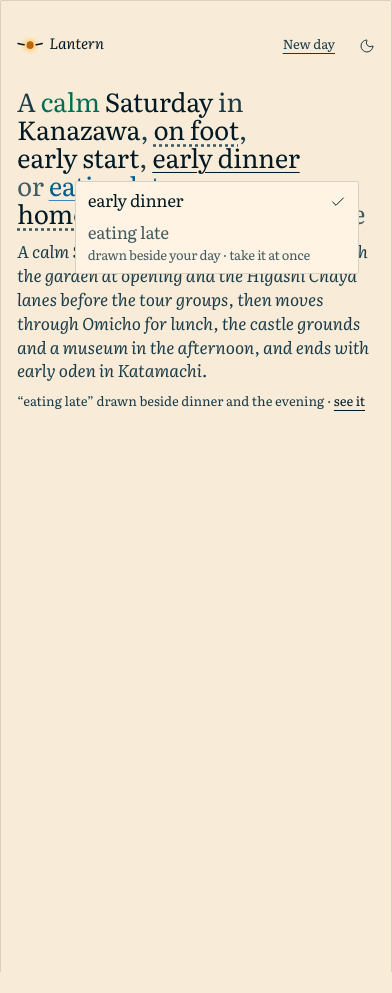 Lantern
New day
A calm Saturday in
Kanazawa, on foot,
early start, early dinner
or
early dinner
eating late
drawn beside your day · take it at once
A calm
the garden at opening and the Higashi Chaya
lanes before the tour groups, then moves
through Omicho for lunch, the castle grounds
and a museum in the afternoon, and ends with
early oden in Katamachi.
“eating late” drawn beside dinner and the evening · see it